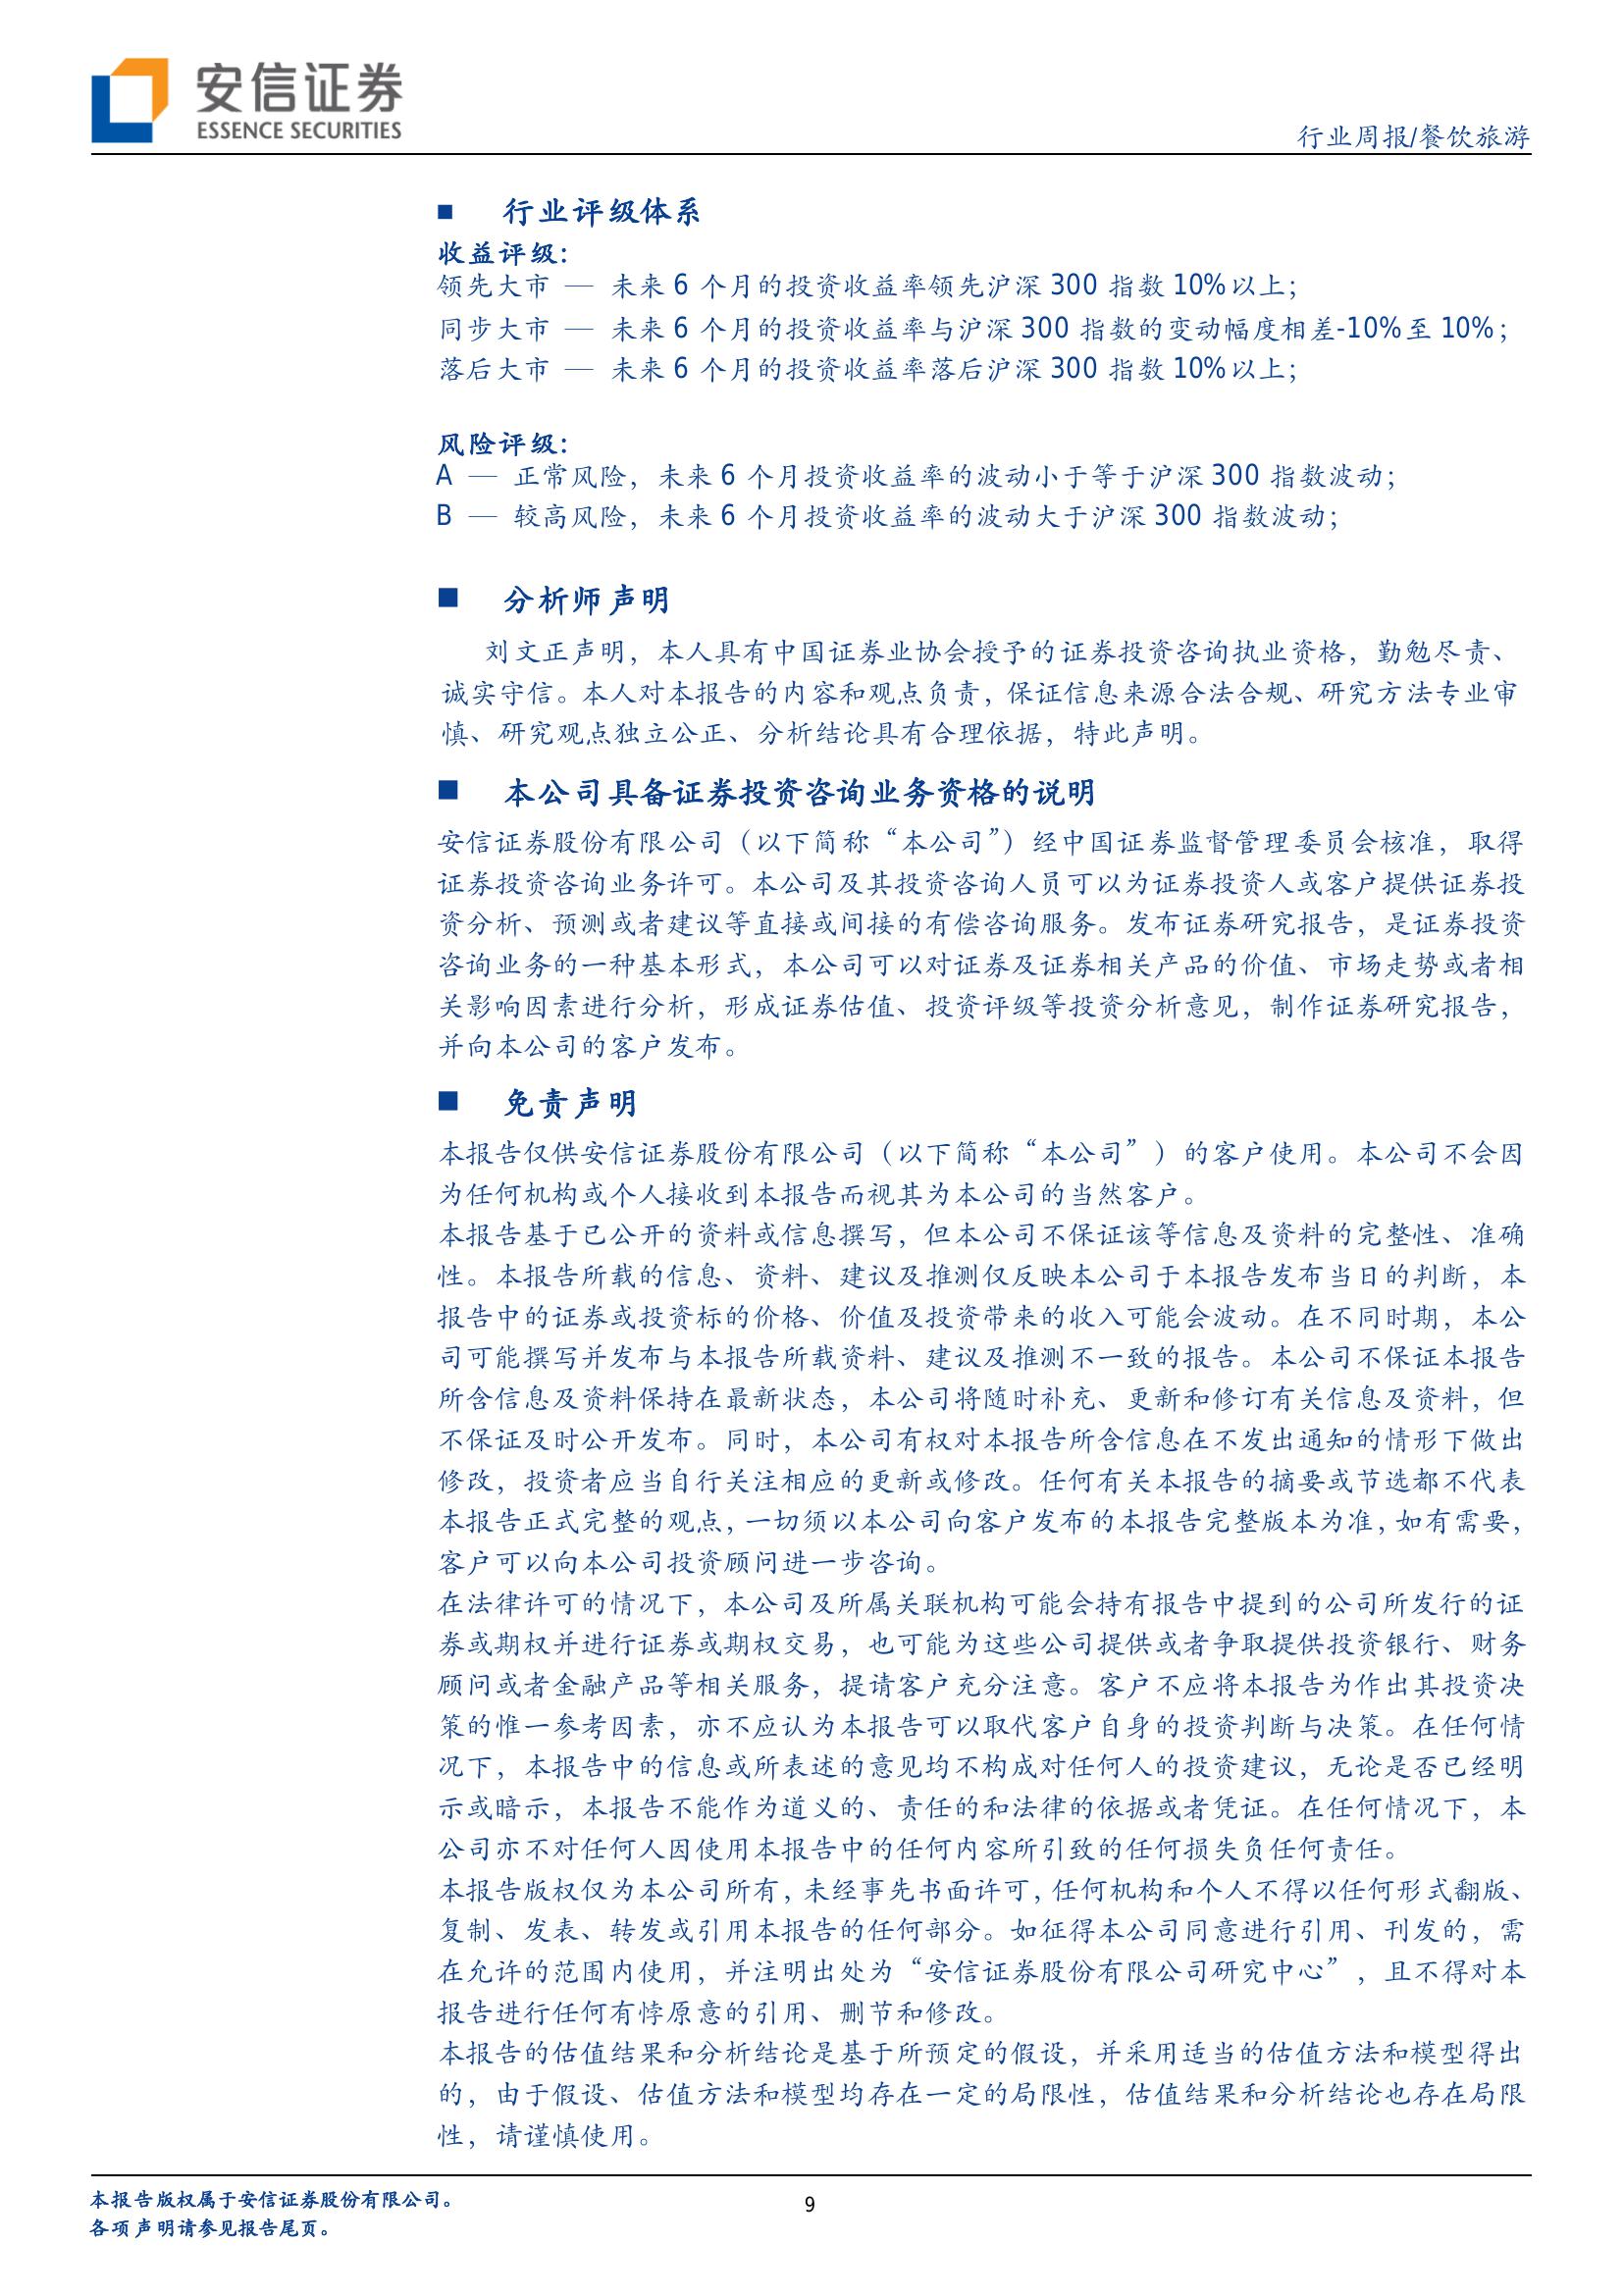 安信证券
ESSENCE SECURITIES
行业周报/餐饮旅游
■ 行业评级体系
收益评级：
领先大市 — 未来 6 个月的投资收益率领先沪深 300 指数 10%以上；
同步大市 — 未来 6 个月的投资收益率与沪深 300 指数的变动幅度相差-10%至 10%；
落后大市 — 未来 6 个月的投资收益率落后沪深 300 指数 10%以上；
风险评级：
A — 正常风险，未来 6 个月投资收益率的波动小于等于沪深 300 指数波动；
B — 较高风险，未来 6 个月投资收益率的波动大于沪深 300 指数波动；
■ 分析师声明
刘文正声明，本人具有中国证券业协会授予的证券投资咨询执业资格，勤勉尽责、
诚实守信。本人对本报告的内容和观点负责，保证信息来源合法合规、研究方法专业审
慎、研究观点独立公正、分析结论具有合理依据，特此声明。
■ 本公司具备证券投资咨询业务资格的说明
安信证券股份有限公司（以下简称“本公司”）经中国证券监督管理委员会核准，取得
证券投资咨询业务许可。本公司及其投资咨询人员可以为证券投资人或客户提供证券投
资分析、预测或者建议等直接或间接的有偿咨询服务。发布证券研究报告，是证券投资
咨询业务的一种基本形式，本公司可以对证券及证券相关产品的价值、市场走势或者相
关影响因素进行分析，形成证券估值、投资评级等投资分析意见，制作证券研究报告，
并向本公司的客户发布。
■ 免责声明
本报告仅供安信证券股份有限公司（以下简称“本公司”）的客户使用。本公司不会因
为任何机构或个人接收到本报告而视其为本公司的当然客户。
本报告基于已公开的资料或信息撰写，但本公司不保证该等信息及资料的完整性、准确
性。本报告所载的信息、资料、建议及推测仅反映本公司于本报告发布当日的判断，本
报告中的证券或投资标的价格、价值及投资带来的收入可能会波动。在不同时期，本公
司可能撰写并发布与本报告所载资料、建议及推测不一致的报告。本公司不保证本报告
所含信息及资料保持在最新状态，本公司将随时补充、更新和修订有关信息及资料，但
不保证及时公开发布。同时，本公司有权对本报告所含信息在不发出通知的情形下做出
修改，投资者应当自行关注相应的更新或修改。任何有关本报告的摘要或节选都不代表
本报告正式完整的观点，一切须以本公司向客户发布的本报告完整版本为准，如有需要，
客户可以向本公司投资顾问进一步咨询。
在法律许可的情况下，本公司及所属关联机构可能会持有报告中提到的公司所发行的证
券或期权并进行证券或期权交易，也可能为这些公司提供或者争取提供投资银行、财务
顾问或者金融产品等相关服务，提请客户充分注意。客户不应将本报告为作出其投资决
策的惟一参考因素，亦不应认为本报告可以取代客户自身的投资判断与决策。在任何情
况下，本报告中的信息或所表述的意见均不构成对任何人的投资建议，无论是否已经明
示或暗示，本报告不能作为道义的、责任的和法律的依据或者凭证。在任何情况下，本
公司亦不对任何人因使用本报告中的任何内容所引致的任何损失负任何责任。
本报告版权仅为本公司所有，未经事先书面许可，任何机构和个人不得以任何形式翻版、
复制、发表、转发或引用本报告的任何部分。如征得本公司同意进行引用、刊发的，需
在允许的范围内使用，并注明出处为“安信证券股份有限公司研究中心”，且不得对本
报告进行任何有悖原意的引用、删节和修改。
本报告的估值结果和分析结论是基于所预定的假设，并采用适当的估值方法和模型得出
的，由于假设、估值方法和模型均存在一定的局限性，估值结果和分析结论也存在局限
性，请谨慎使用。
本报告版权属于安信证券股份有限公司。
各项声明请参见报告尾页。
9